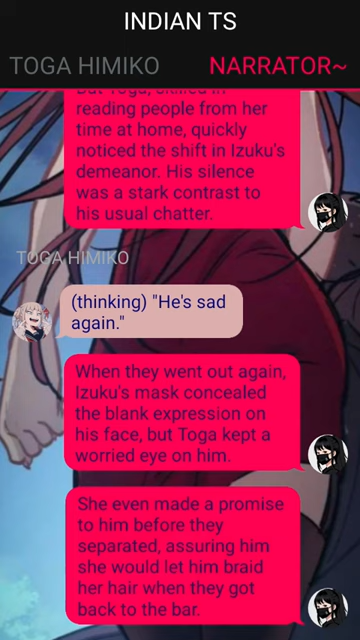 INDIAN TS
TOGA HIMIKO
NARRATOR~
But Toga, skilled in
reading people from her
time at home, quickly
noticed the shift in Izuku's
demeanor. His silence
was a stark contrast to
his usual chatter.
TOGA HIMIKO
(thinking) "He's sad
again."
When they went out again,
Izuku's mask concealed
the blank expression on
his face, but Toga kept a
worried eye on him.
She even made a promise
to him before they
separated, assuring him
she would let him braid
her hair when they got
back to the bar.